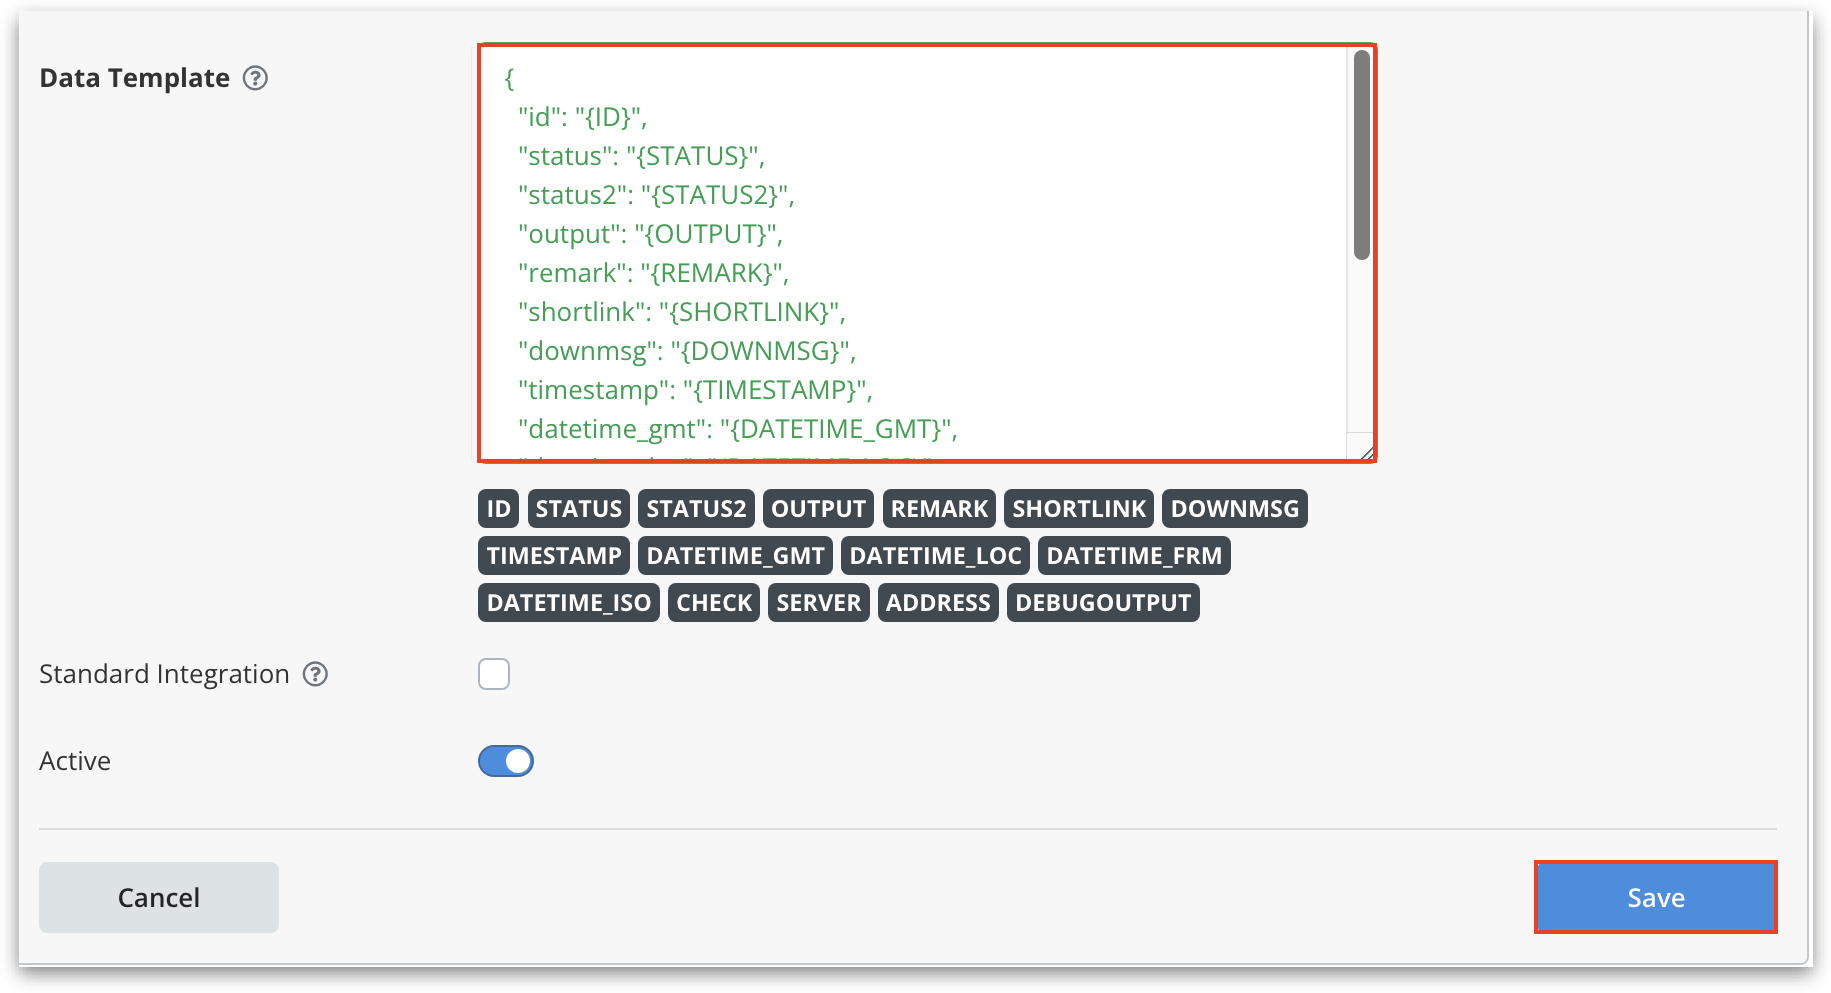 Data Template ?
{
"id": "{ID}",
"status": "{STATUS}",
"status2": "{STATUS2}",
"output": "{OUTPUT}",
"remark": "{REMARK}",
"shortlink": "{SHORTLINK}",
"downmsg": "{DOWNMSG}",
"timestamp": "{TIMESTAMP}",
"datetime_gmt": "{DATETIME_GMT}",
ID STATUS STATUS2 OUTPUT REMARK SHORTLINK DOWNMSG
TIMESTAMP DATETIME_GMT DATETIME_LOC DATETIME_FRM
DATETIME_ISO CHECK SERVER ADDRESS DEBUGOUTPUT
Standard Integration ?
Active
Cancel
Save